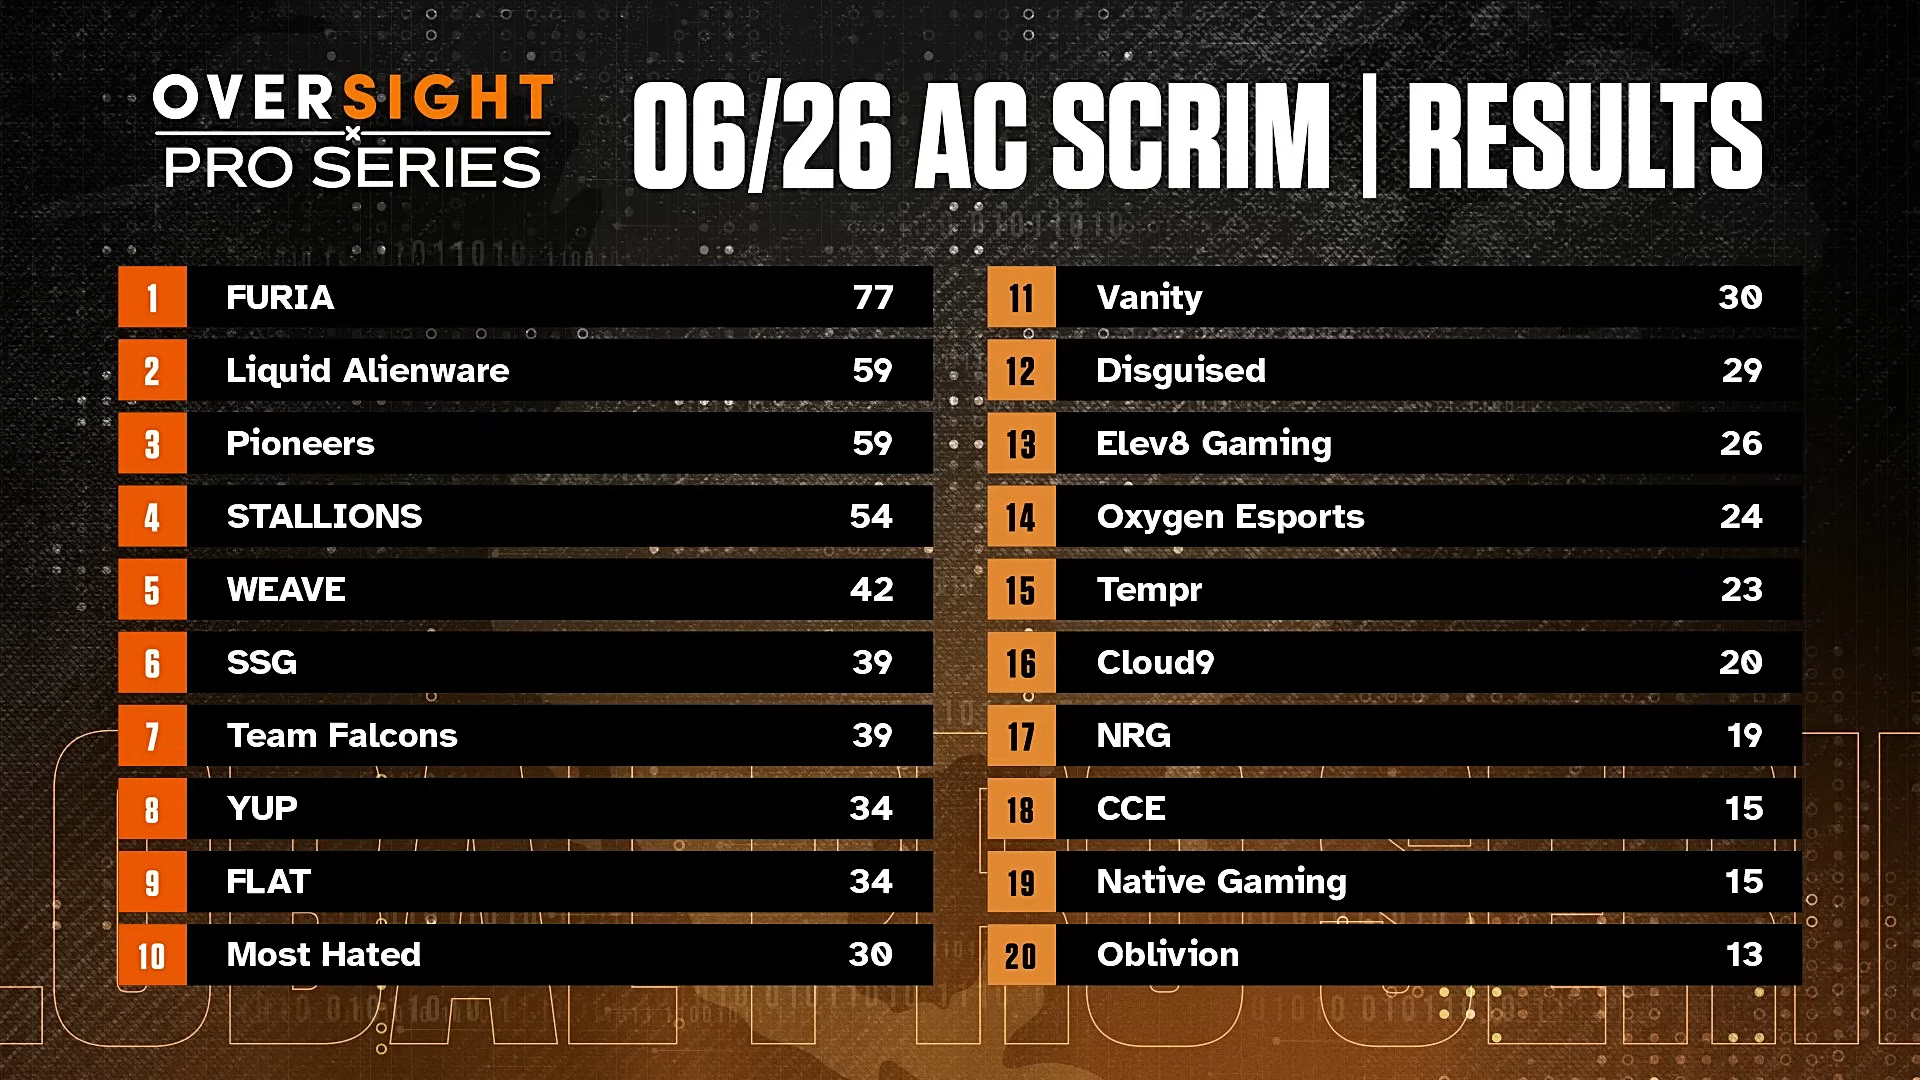 OVERSIGHT
×
PRO SERIES
06/26 AC SCRIM | RESULTS
1 FURIA 77
2 Liquid Alienware 59
3 Pioneers 59
4 STALLIONS 54
5 WEAVE 42
6 SSG 39
7 Team Falcons 39
8 YUP 34
9 FLAT 34
10 Most Hated 30
11 Vanity 30
12 Disguised 29
13 Elev8 Gaming 26
14 Oxygen Esports 24
15 Tempr 23
16 Cloud9 20
17 NRG 19
18 CCE 15
19 Native Gaming 15
20 Oblivion 13